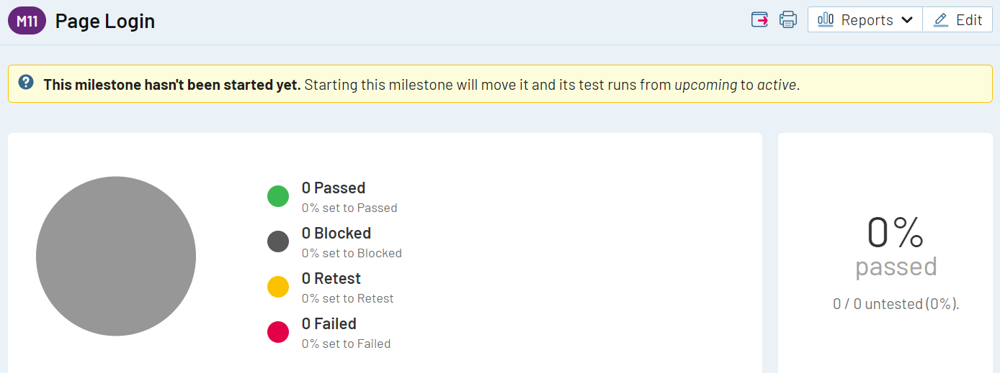 M11 Page Login
Reports Edit
This milestone hasn't been started yet. Starting this milestone will move it and its test runs from upcoming to active.
0 Passed
0% set to Passed
0 Blocked
0% set to Blocked
0 Retest
0% set to Retest
0 Failed
0% set to Failed
0%
passed
0 / 0 untested (0%).